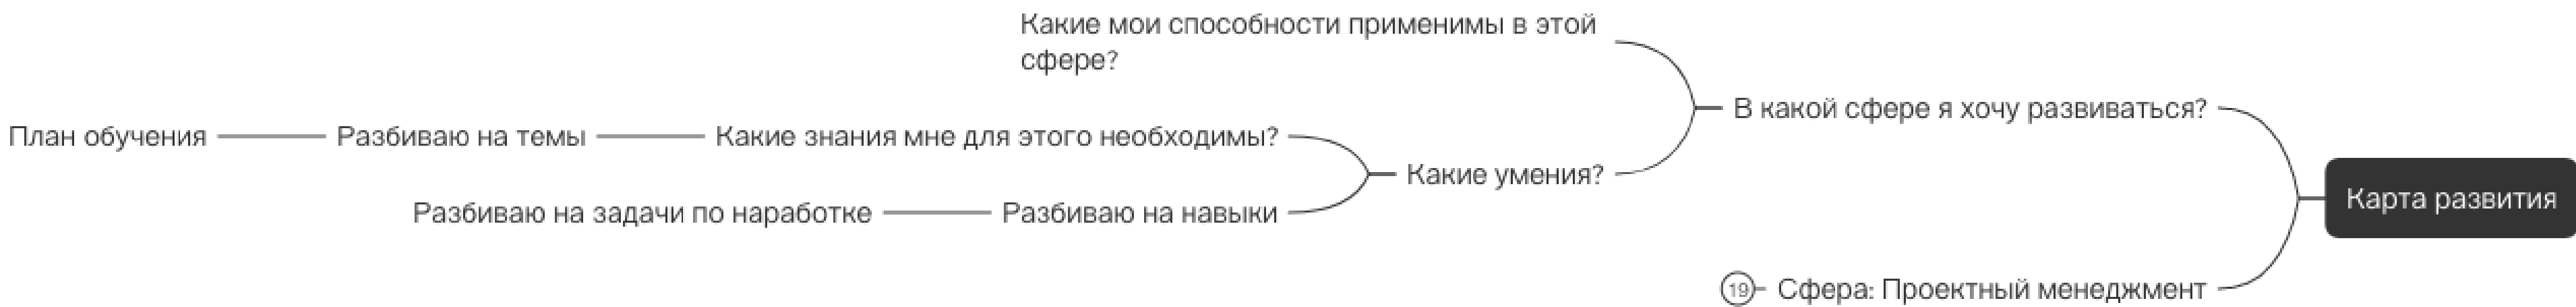 Какие мои способности применимы в этой
сфере?
В какой сфере я хочу развиваться?
План обучения
Разбиваю на темы
Какие знания мне для этого необходимы?
Какие умения?
Карта развития
Разбиваю на задачи по наработке
Разбиваю на навыки
19
Сфера: Проектный менеджмент